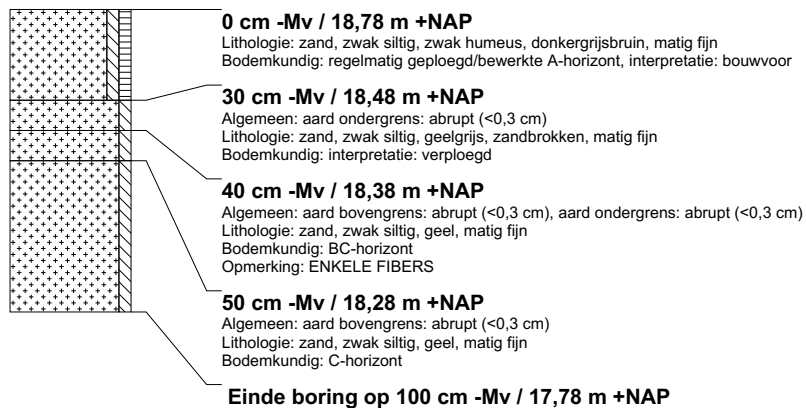 0 cm -Mv / 18,78 m +NAP
Lithologie: zand, zwak siltig, zwak humeus, donkergrijsbruin, matig fijn
Bodemkundig: regelmatig geploegd/bewerkte A-horizont, interpretatie: bouwvoor
30 cm -Mv / 18,48 m +NAP
Algemeen: aard ondergrens: abrupt (<0,3 cm)
Lithologie: zand, zwak siltig, geelgrijs, zandbrokken, matig fijn
Bodemkundig: interpretatie: verploegd
40 cm -Mv / 18,38 m +NAP
Algemeen: aard bovengrens: abrupt (<0,3 cm), aard ondergrens: abrupt (<0,3 cm)
Lithologie: zand, zwak siltig, geel, matig fijn
Bodemkundig: BC-horizont
Opmerking: ENKELE FIBERS
50 cm -Mv / 18,28 m +NAP
Algemeen: aard bovengrens: abrupt (<0,3 cm)
Lithologie: zand, zwak siltig, geel, matig fijn
Bodemkundig: C-horizont
Einde boring op 100 cm -Mv / 17,78 m +NAP